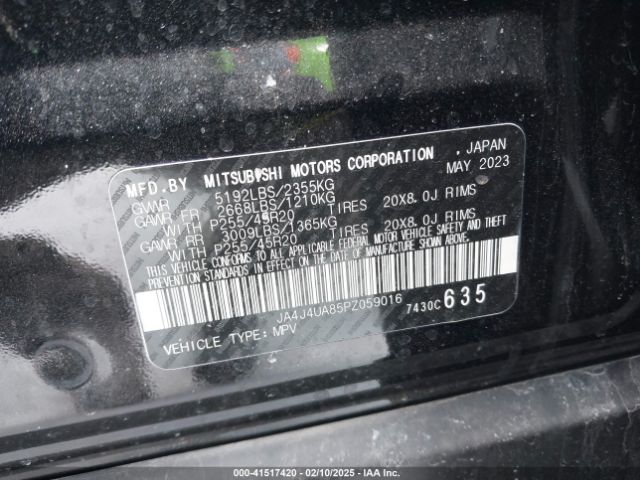 MFD.BY MITSUBISHI MOTORS CORPORATION , JAPAN
GVWR 5192LBS/2355KG MAY 2023
GAWR FR 2668LBS/1210KG
WITH P255/45R20 TIRES 20X8.0J RIMS
GAWR RR 3009LBS/1365KG
WITH P255/45R20 TIRES 20X8.0J RIMS
THIS VEHICLE CONFORMS TO ALL APPLICABLE FEDERAL MOTOR VEHICLE SAFETY AND
THEFT PREVENTION STANDARDS IN EFFECT ON THE DATE OF MANUFACTURE SHOWN ABOVE.
JA4J4UA85PZ059016 7430C635
VEHICLE TYPE: MPV
000-41517420 - 02/10/2025 - IAA Inc.